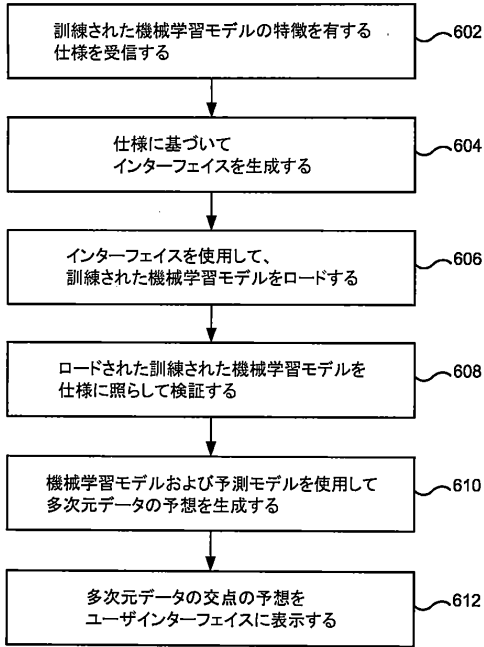 訓練された機械学習モデルの特徴を有する
仕様を受信する
602
仕様に基づいて
インターフェイスを生成する
604
インターフェイスを使用して、
訓練された機械学習モデルをロードする
606
ロードされた訓練された機械学習モデルを
仕様に照らして検証する
608
機械学習モデルおよび予測モデルを使用して
多次元データの予想を生成する
610
多次元データの交点の予想を
ユーザインターフェイスに表示する
612